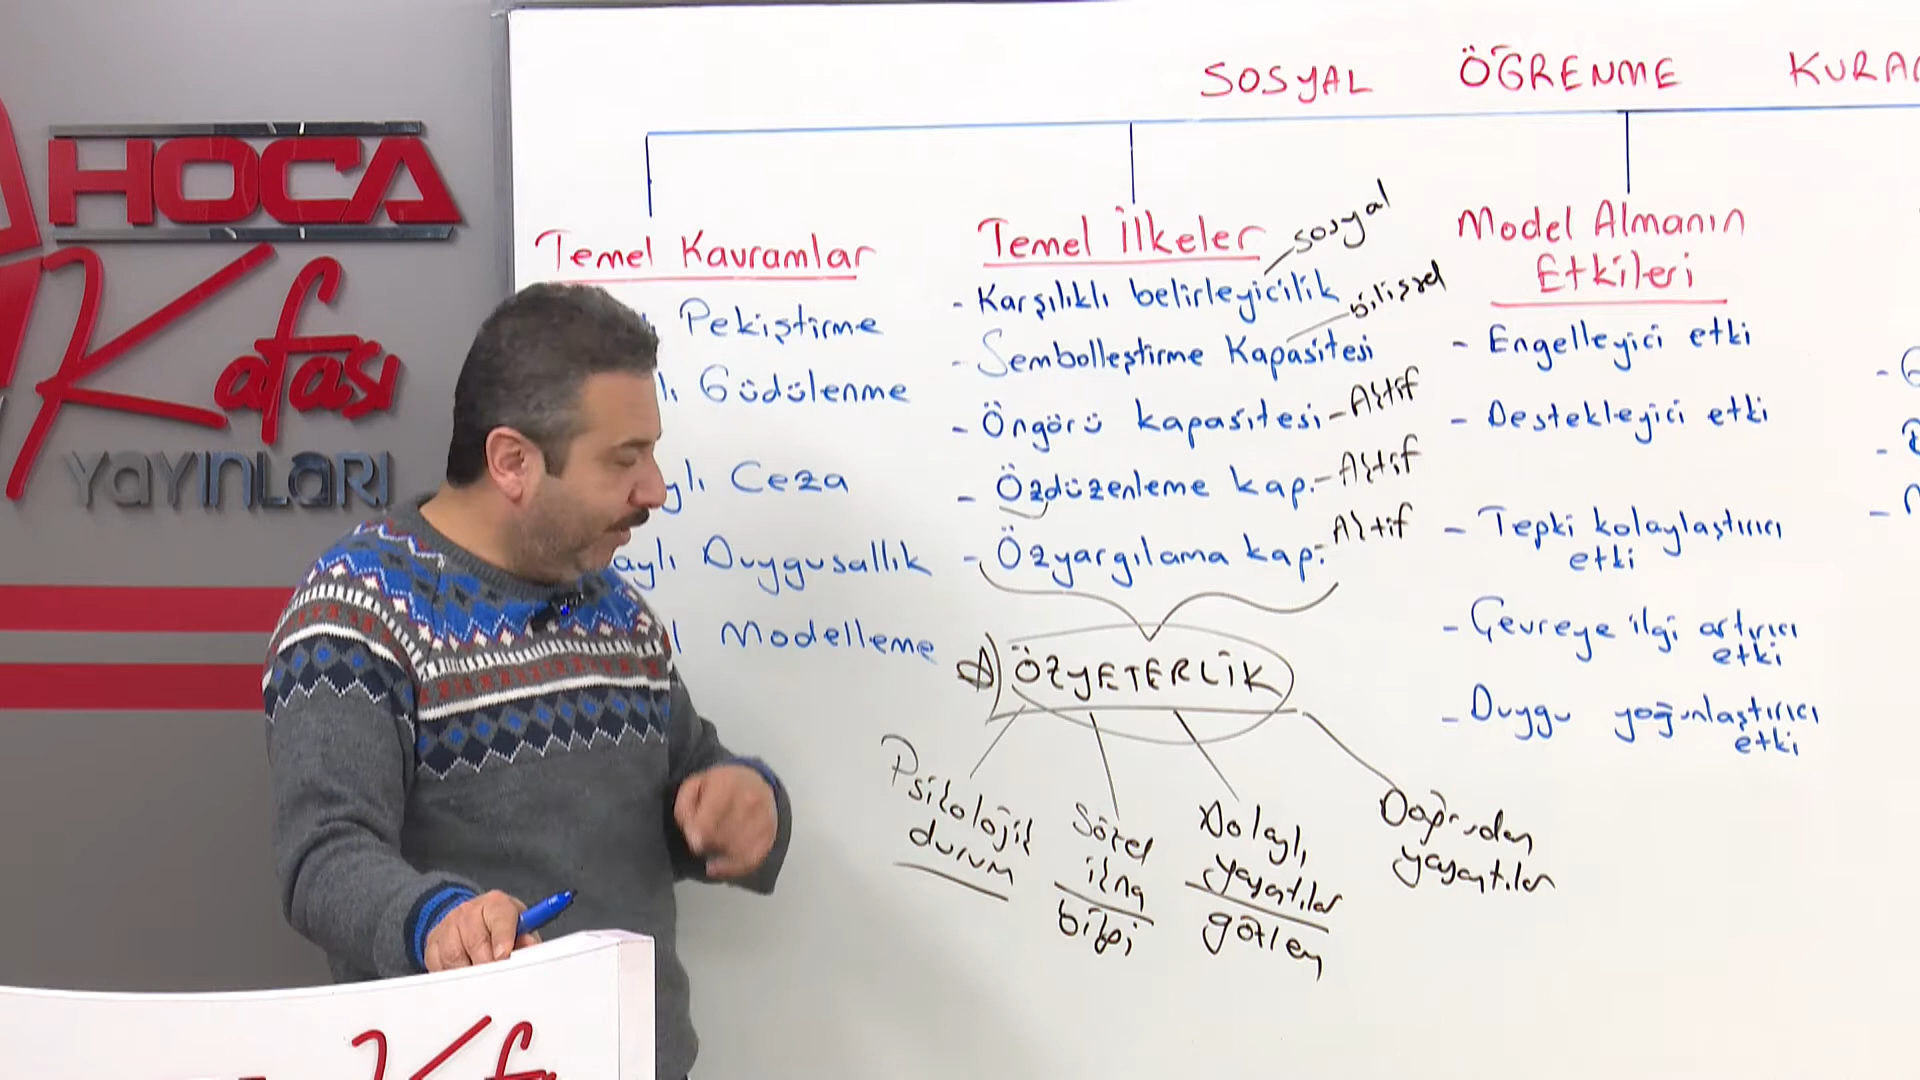 HOCA
Kafası
YAYINLARI
SOSYAL ÖĞRENME KURA
Temel Kavramlar
Pekiştirme
Güdülenme
Ceza
Duygusallık
Modelleme
Temel İlkeler
sosyal
- Karşılıklı belirleyicilik
bilişsel
- Sembolleştirme Kapasitesi
- Öngörü kapasitesi - Aktif
- Özdüzenleme kap. - Aktif
- Özyargılama kap. - Aktif
ÖZYETERLİK
Psikolojik
durum
Sözel
ikna
bilgi
Dolaylı
yaşantılar
gözlem
Doğrudan
yaşantılar
Model Almanın
Etkileri
- Engelleyici etki
- Destekleyici etki
- Tepki kolaylaştırıcı
etki
- Çevreye ilgi artırıcı
etki
- Duygu yoğunlaştırıcı
etki